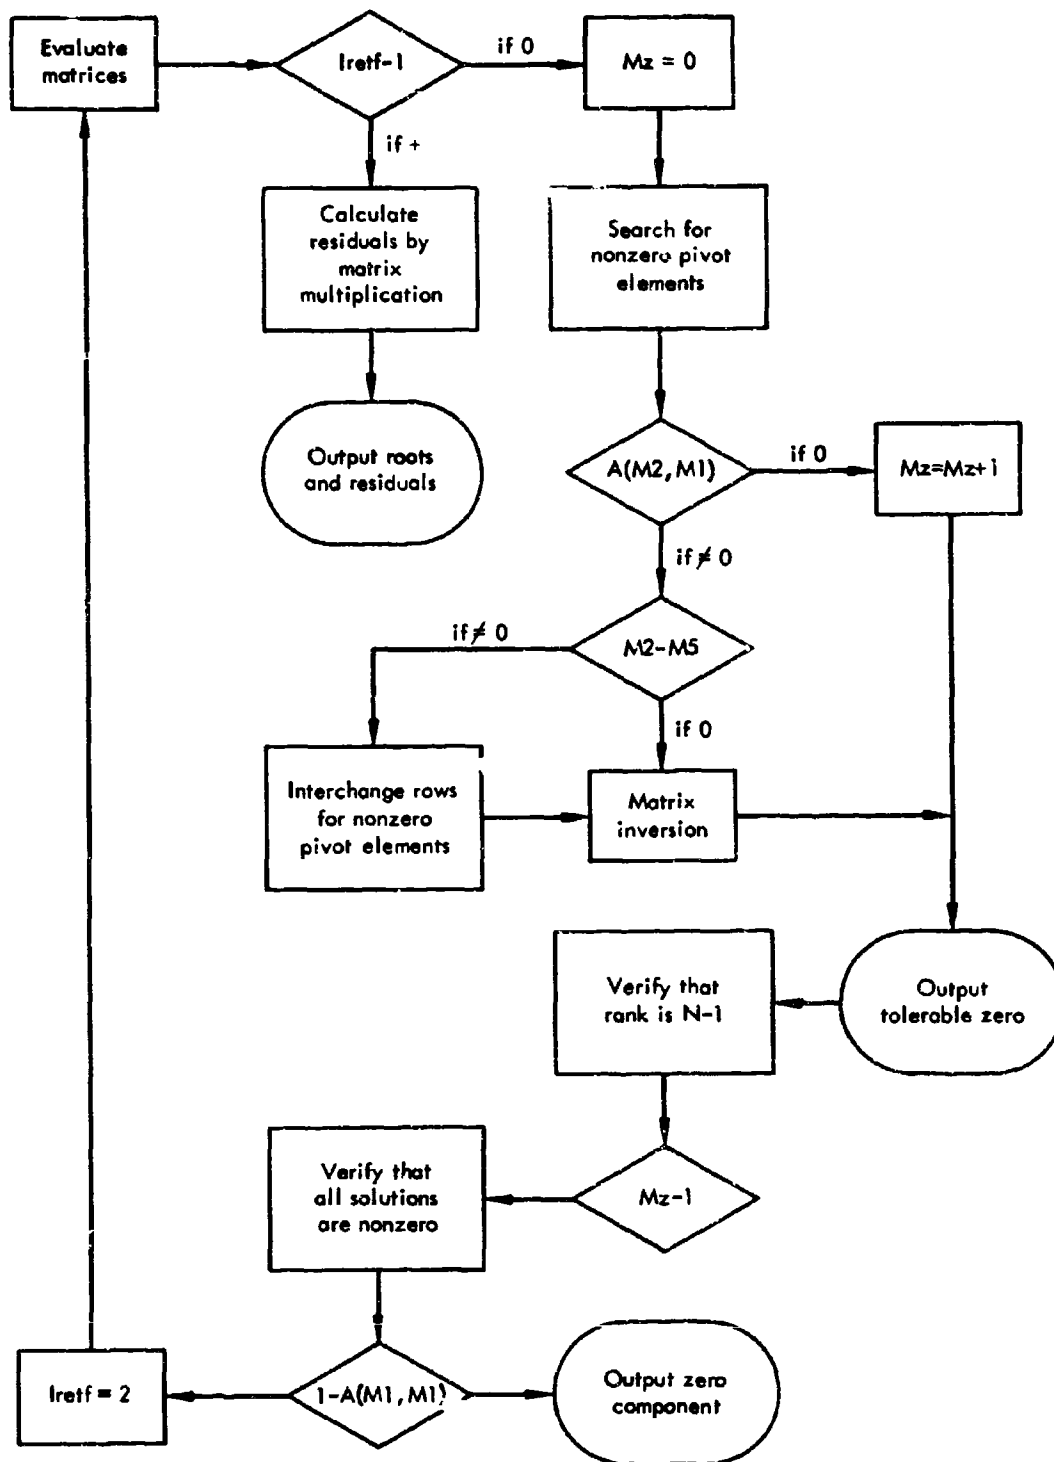 Evaluate
matrices
Iretf-1
if 0
Mz = 0
if +
Calculate
residuals by
matrix
multiplication
Search for
nonzero pivot
elements
Output roots
and residuals
A(M2, M1)
if 0
Mz=Mz+1
if ≠ 0
M2-M5
if ≠ 0
if 0
Interchange rows
for nonzero
pivot elements
Matrix
inversion
Output
tolerable zero
Verify that
rank is N-1
Mz-1
Verify that
all solutions
are nonzero
1-A(M1, M1)
Iretf = 2
Output zero
component